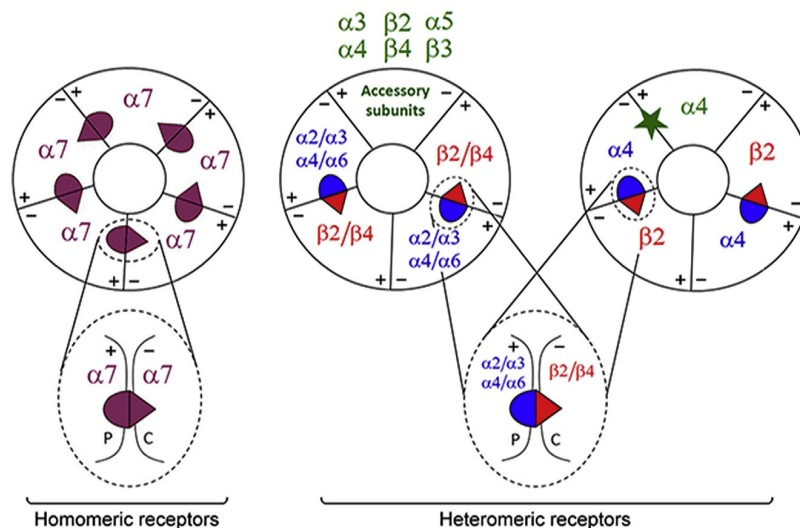 α3 β2 α5
α4 β4 β3
Accessory
subunits
+ −
− +
α7
− +
α7
α7
+ −
− +
α7
α7
+ −
α2/α3
α4/α6
β2/β4
+ −
− +
β2/β4
α2/α3
α4/α6
+ −
− +
α4
− +
α4
β2
+ −
− +
β2
α4
+ −
+ −
α7 α7
P C
+ −
α2/α3
α4/α6
β2/β4
P C
Homomeric receptors
Heteromeric receptors